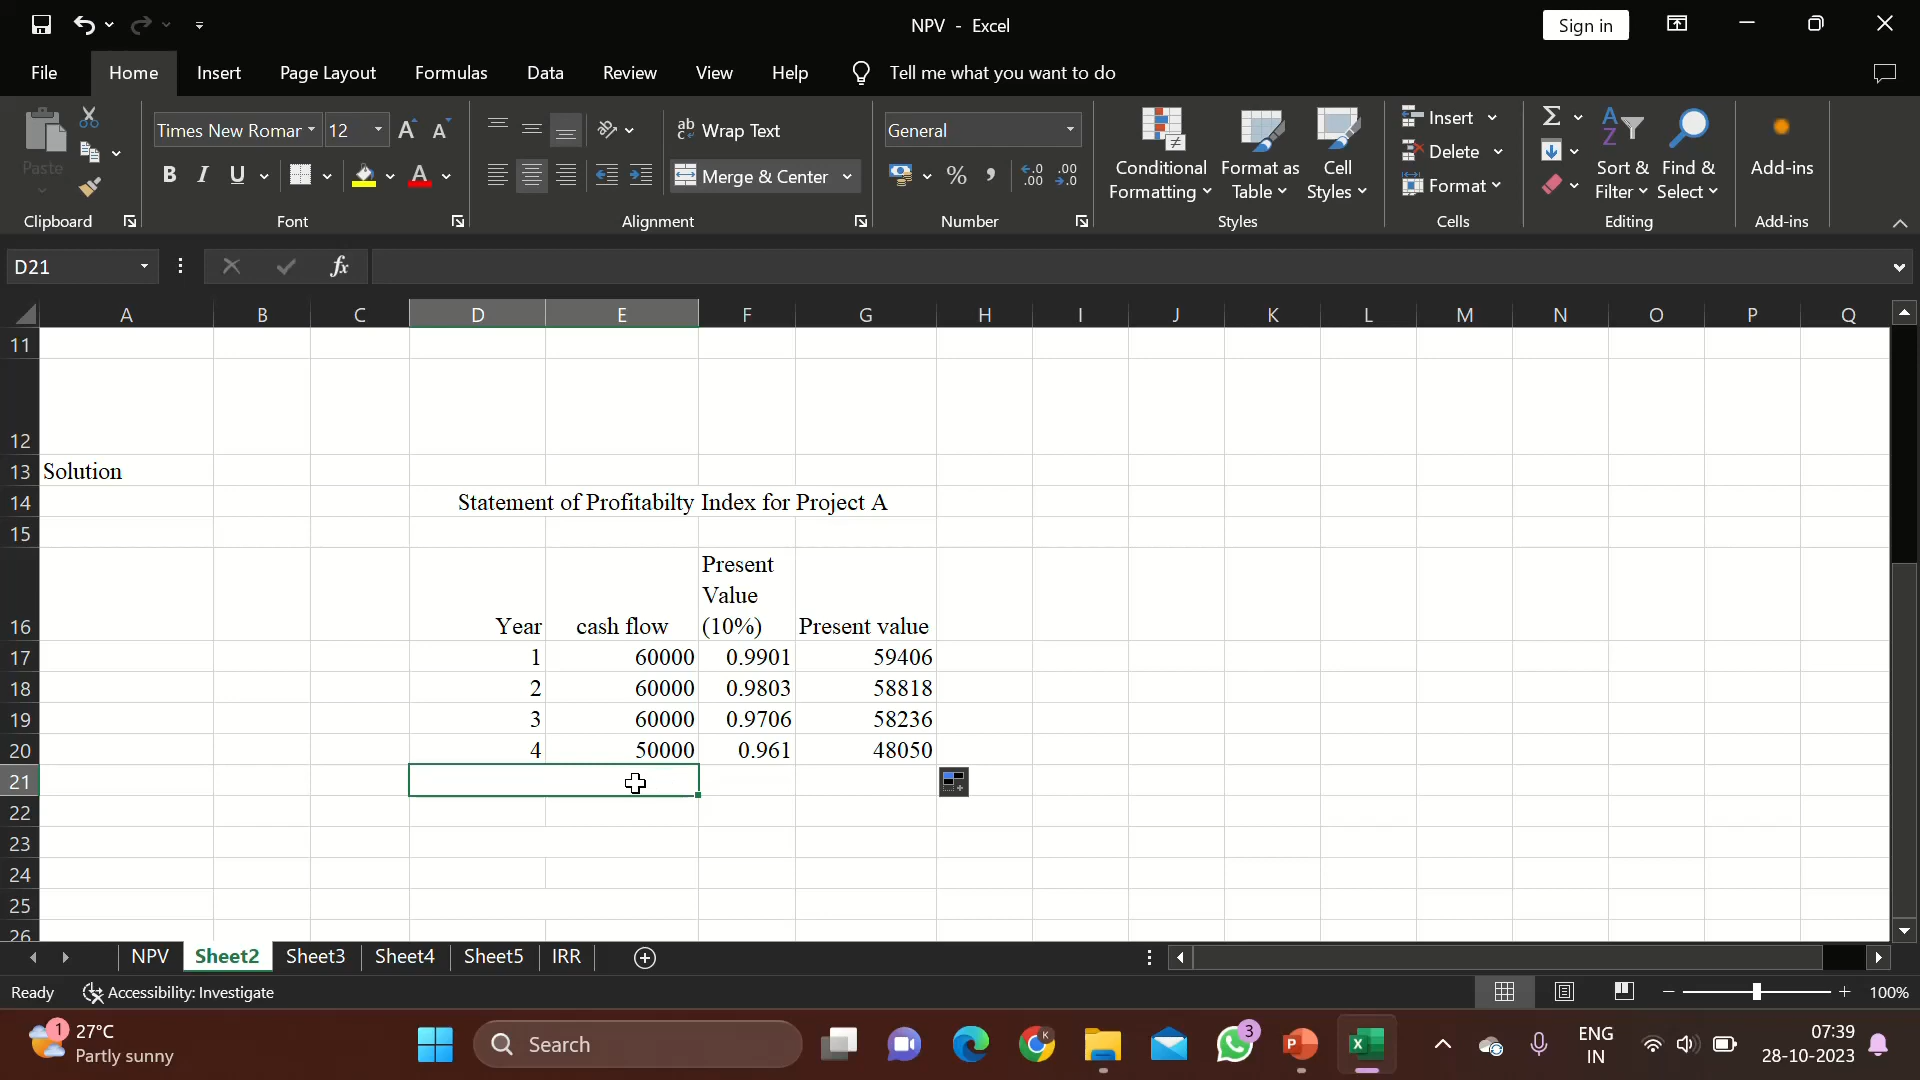 NPV - Excel
Sign in
File Home Insert Page Layout Formulas Data Review View Help Tell me what you want to do
Times New Romar 12 Wrap Text General Insert
Paste Conditional Format as Cell Delete Sort & Find & Add-ins
B I U A Merge & Center % Formatting Table Styles Format Filter Select
Clipboard Font Alignment Number Styles Cells Editing Add-ins
D21 fx
A B C D E F G H I J K L M N O P Q
11
12
13 Solution
14 Statement of Profitabilty Index for Project A
15
Present
Value
16 Year cash flow (10%) Present value
17 1 60000 0.9901 59406
18 2 60000 0.9803 58818
19 3 60000 0.9706 58236
20 4 50000 0.961 48050
21
22
23
24
25
26
NPV Sheet2 Sheet3 Sheet4 Sheet5 IRR
Ready Accessibility: Investigate 100%
1 27°C
Partly sunny
Search
3
ENG
IN
07:39
28-10-2023